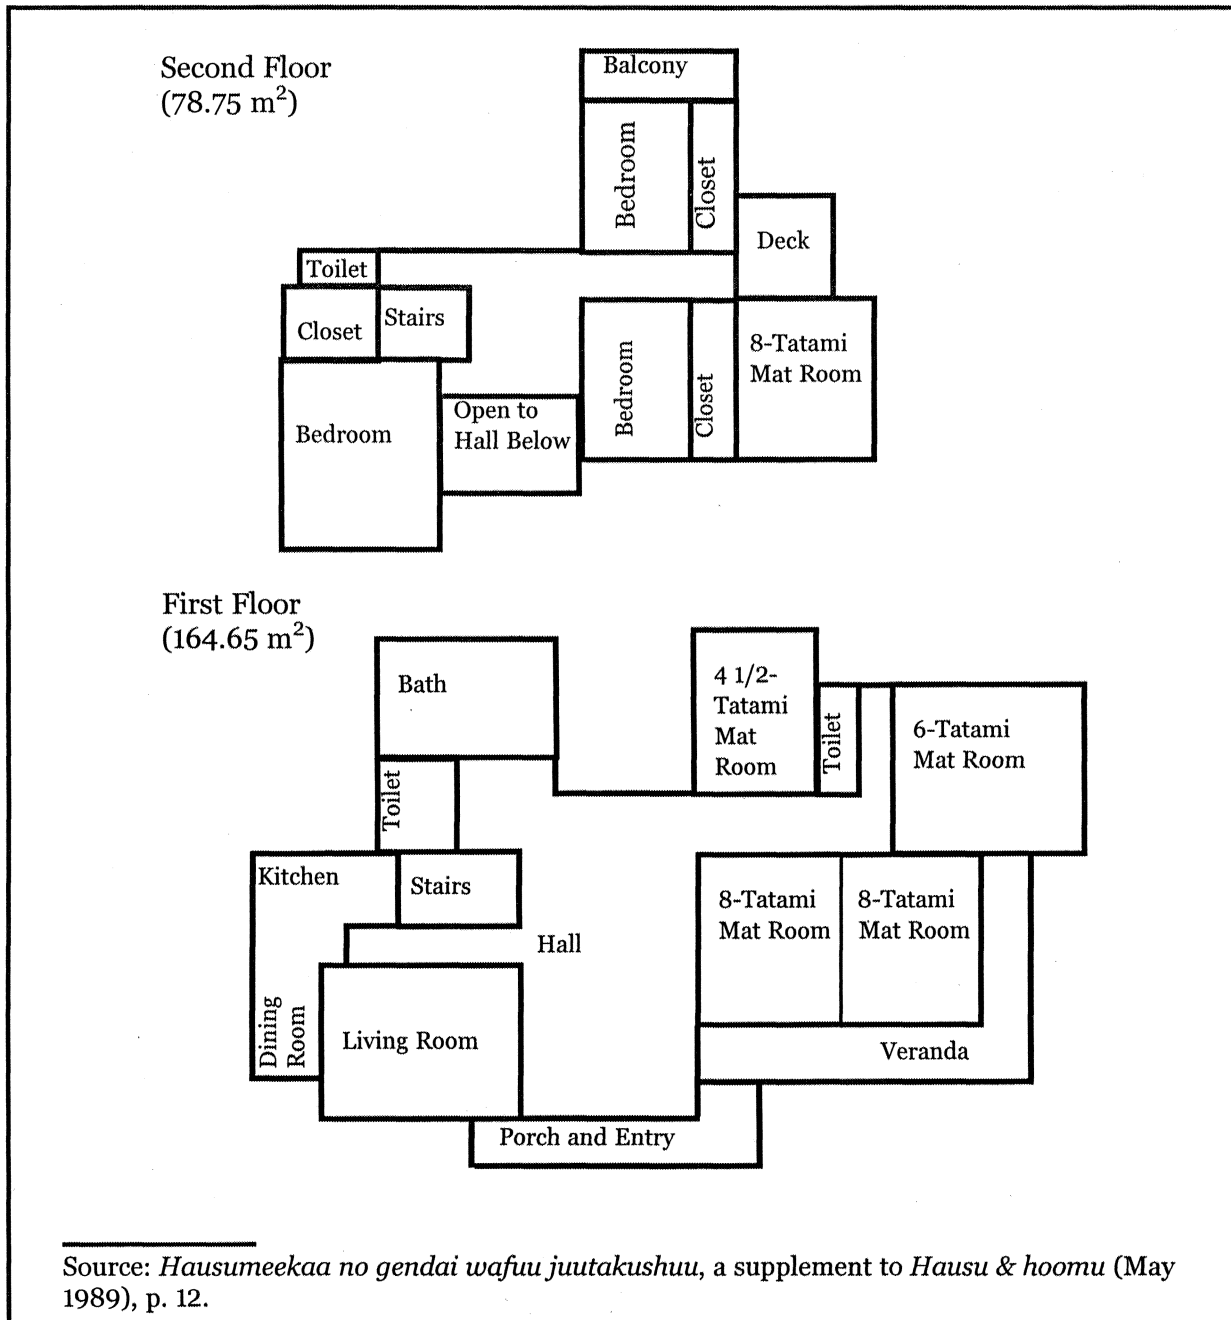 Second Floor
(78.75 m²)
Balcony
Bedroom
Closet
Deck
Toilet
Closet
Stairs
Bedroom
Open to
Hall Below
Bedroom
Closet
8-Tatami
Mat Room
First Floor
(164.65 m²)
Bath
4 1/2-
Tatami
Mat
Room
Toilet
6-Tatami
Mat Room
Toilet
Kitchen
Stairs
Hall
8-Tatami
Mat Room
8-Tatami
Mat Room
Dining
Room
Living Room
Veranda
Porch and Entry
Source: Hausumeekaa no gendai wafuu juutakushuu, a supplement to Hausu & hoomu (May
1989), p. 12.